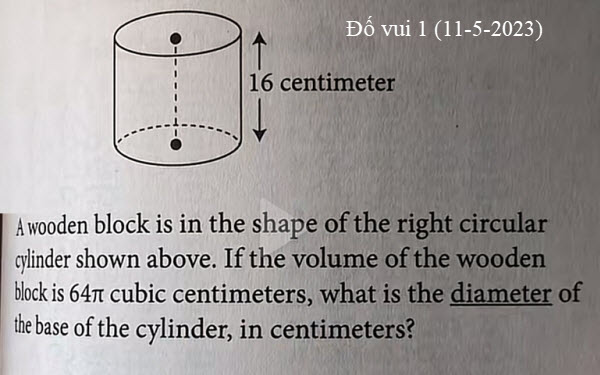 Đố vui 1 (11-5-2023)
16 centimeter
A wooden block is in the shape of the right circular
cylinder shown above. If the volume of the wooden
block is 64π cubic centimeters, what is the diameter of
the base of the cylinder, in centimeters?